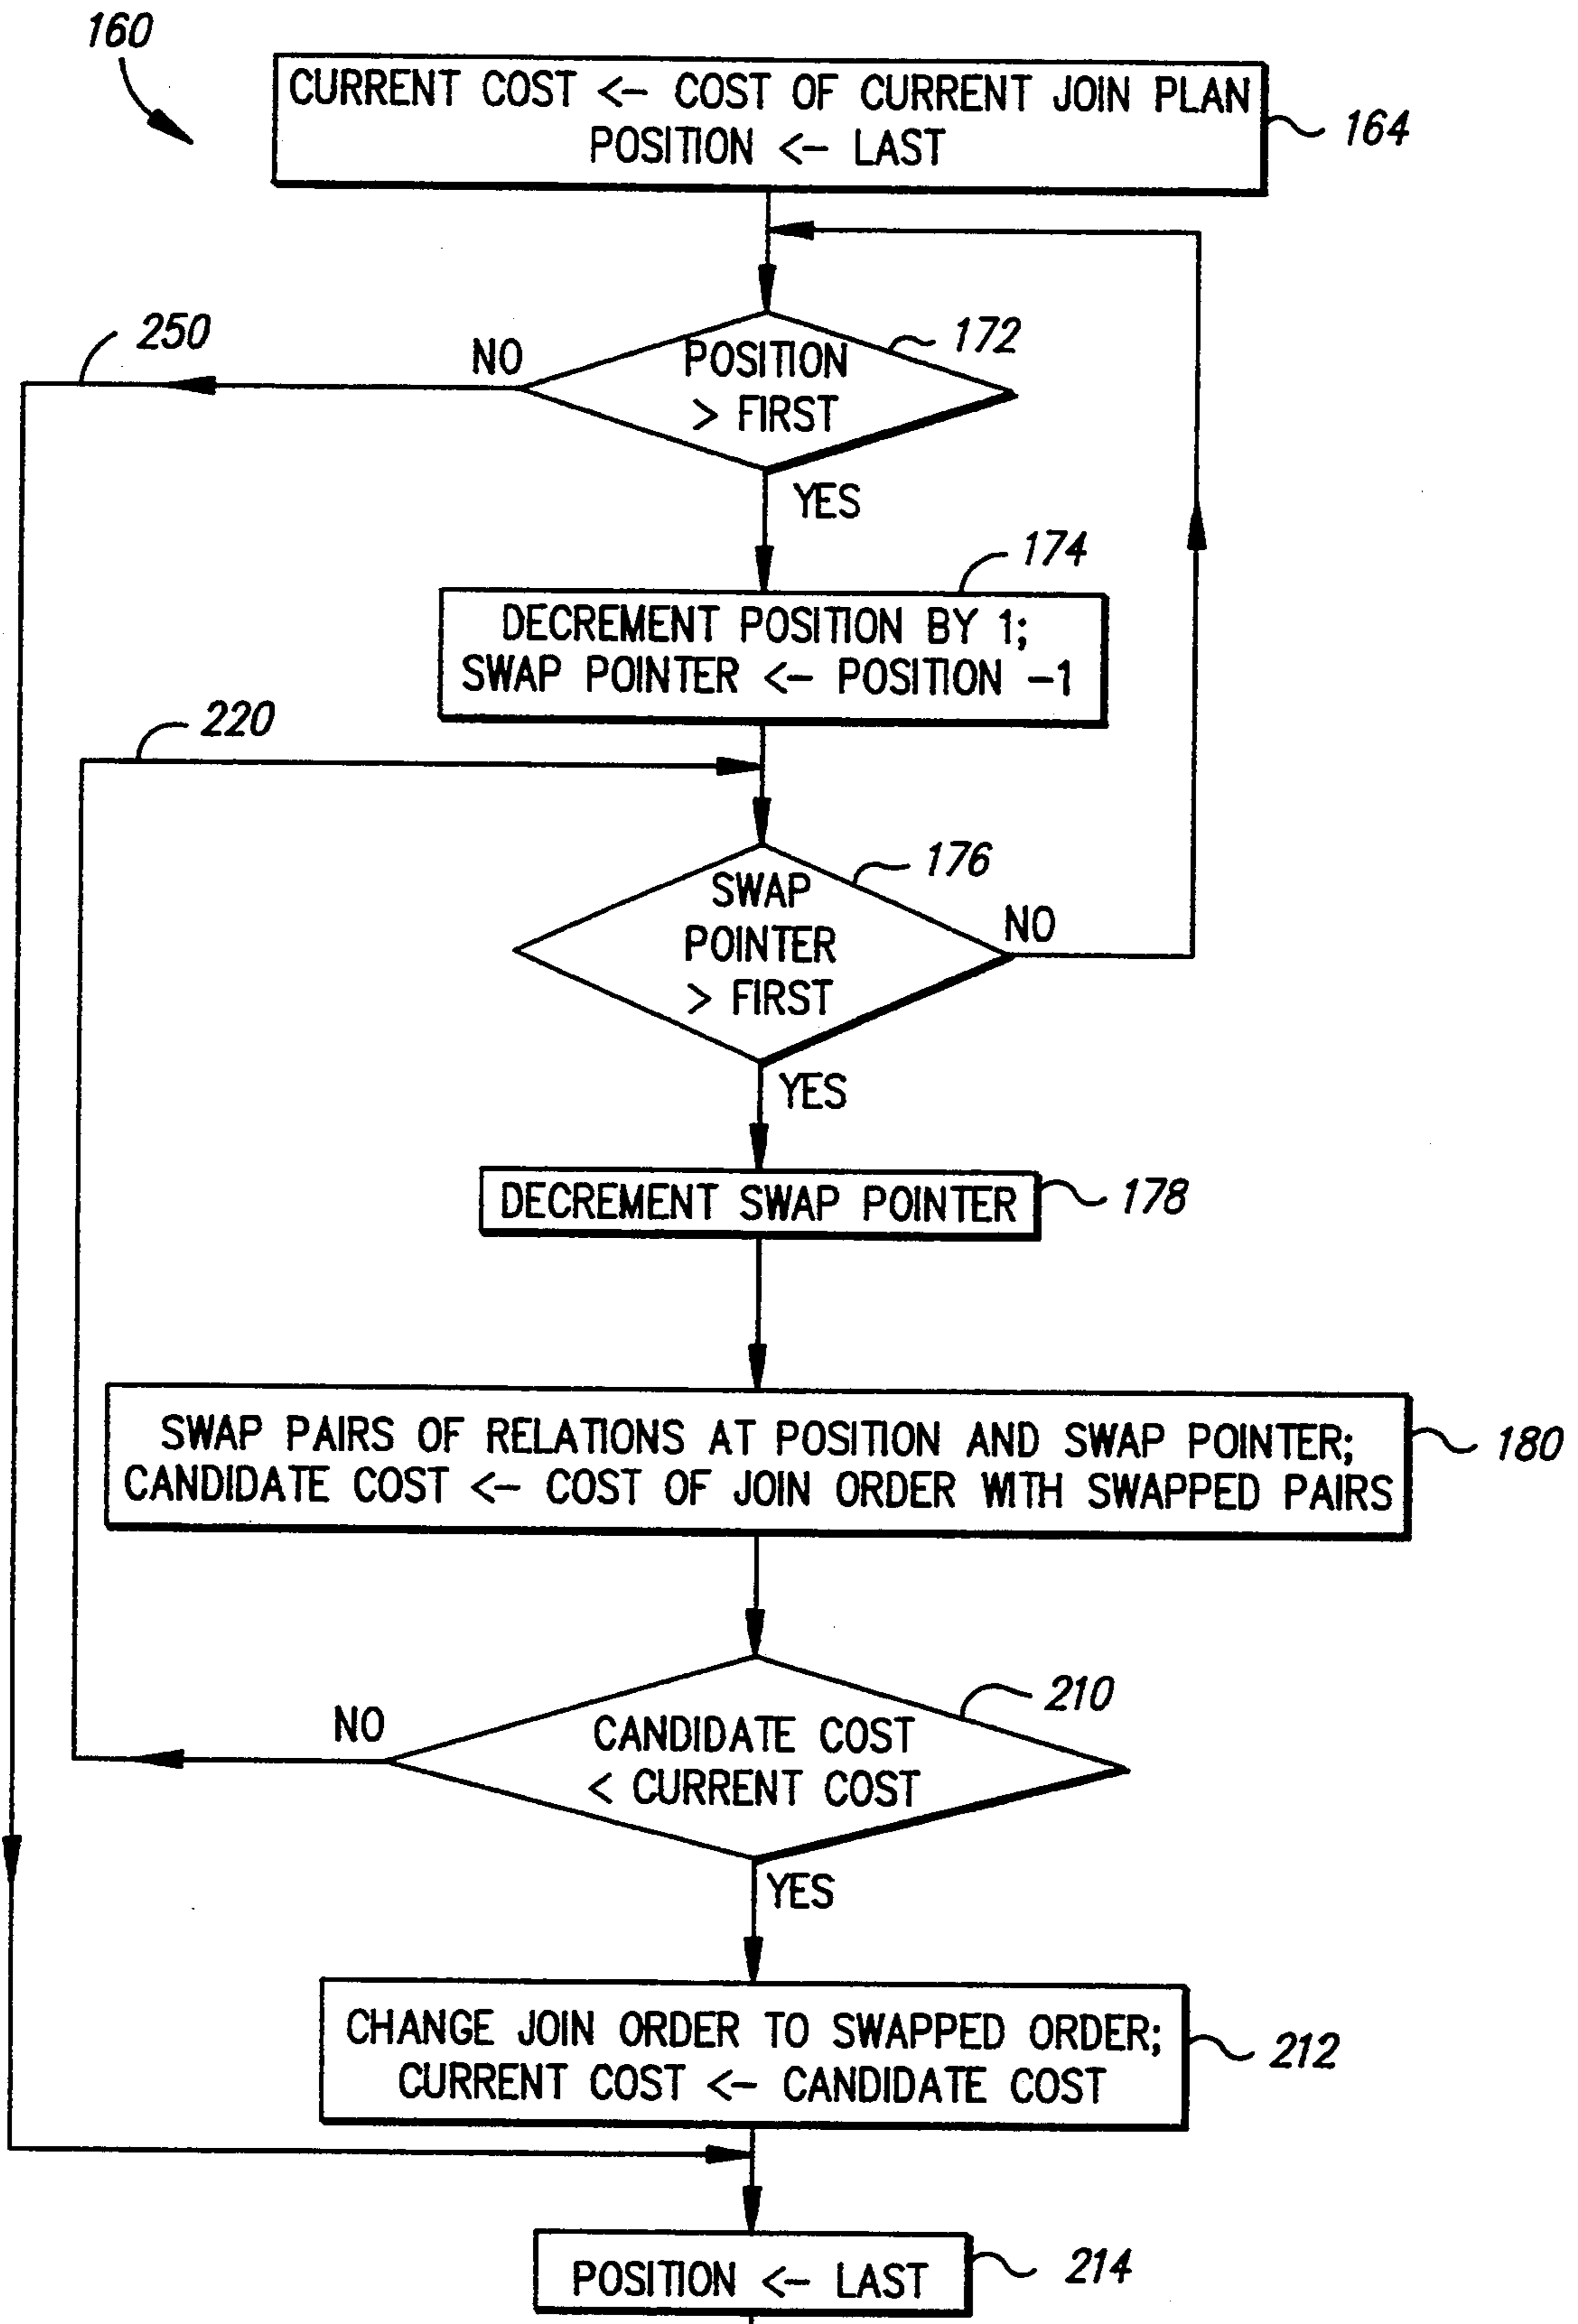 160
CURRENT COST <- COST OF CURRENT JOIN PLAN
POSITION <- LAST
164
250
NO
POSITION
> FIRST
172
YES
174
DECREMENT POSITION BY 1;
SWAP POINTER <- POSITION -1
220
176
SWAP
POINTER
> FIRST
NO
YES
DECREMENT SWAP POINTER
178
SWAP PAIRS OF RELATIONS AT POSITION AND SWAP POINTER;
CANDIDATE COST <- COST OF JOIN ORDER WITH SWAPPED PAIRS
180
210
NO
CANDIDATE COST
< CURRENT COST
YES
CHANGE JOIN ORDER TO SWAPPED ORDER;
CURRENT COST <- CANDIDATE COST
212
POSITION <- LAST
214